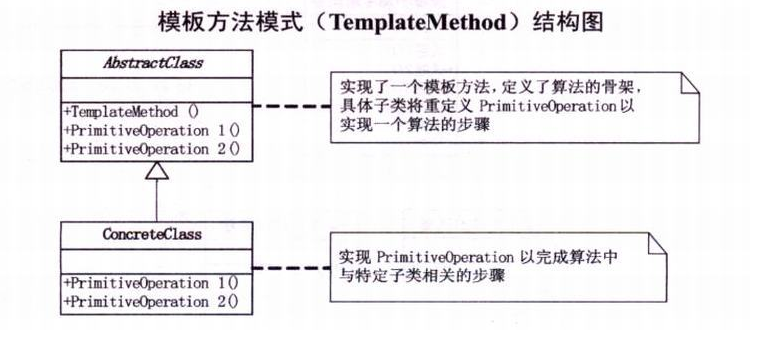 模板方法模式（TemplateMethod）结构图
AbstractClass
+TemplateMethod ()
+PrimitiveOperation 1()
+PrimitiveOperation 2()
实现了一个模板方法，定义了算法的骨架，
具体子类将重定义 PrimitiveOperation 以
实现一个算法的步骤
ConcreteClass
+PrimitiveOperation 1()
+PrimitiveOperation 2()
实现 PrimitiveOperation 以完成算法中
与特定子类相关的步骤